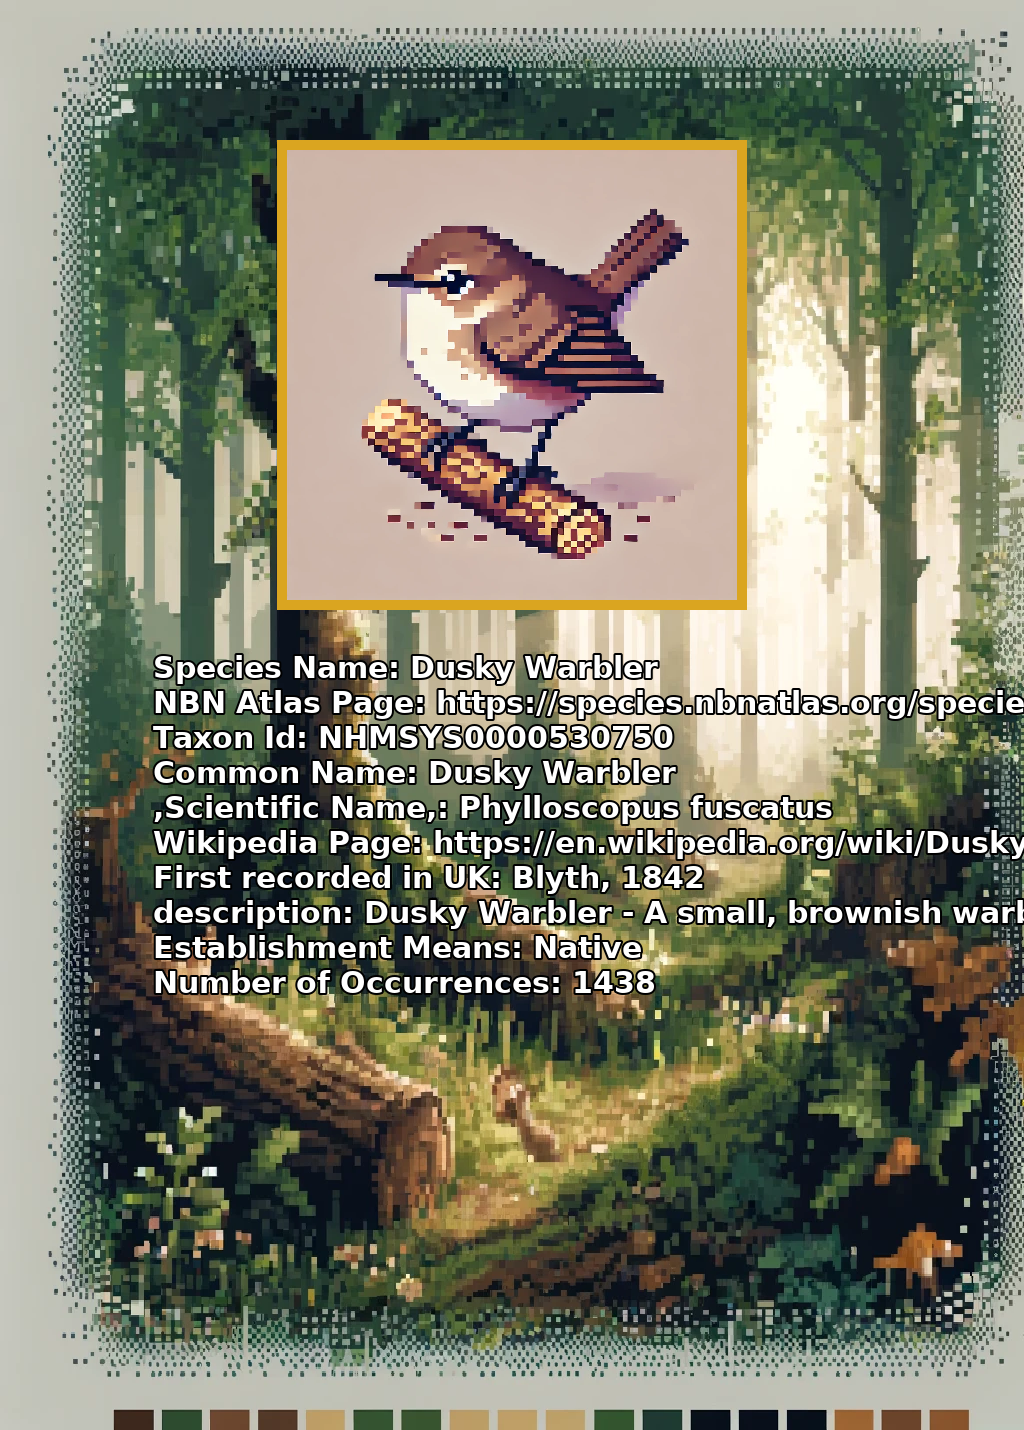 Species Name: Dusky Warbler
NBN Atlas Page: https://species.nbnatlas.org/specie
Taxon Id: NHMSYS0000530750
Common Name: Dusky Warbler
,Scientific Name,: Phylloscopus fuscatus
Wikipedia Page: https://en.wikipedia.org/wiki/Dusky
First recorded in UK: Blyth, 1842
description: Dusky Warbler - A small, brownish warb
Establishment Means: Native
Number of Occurrences: 1438